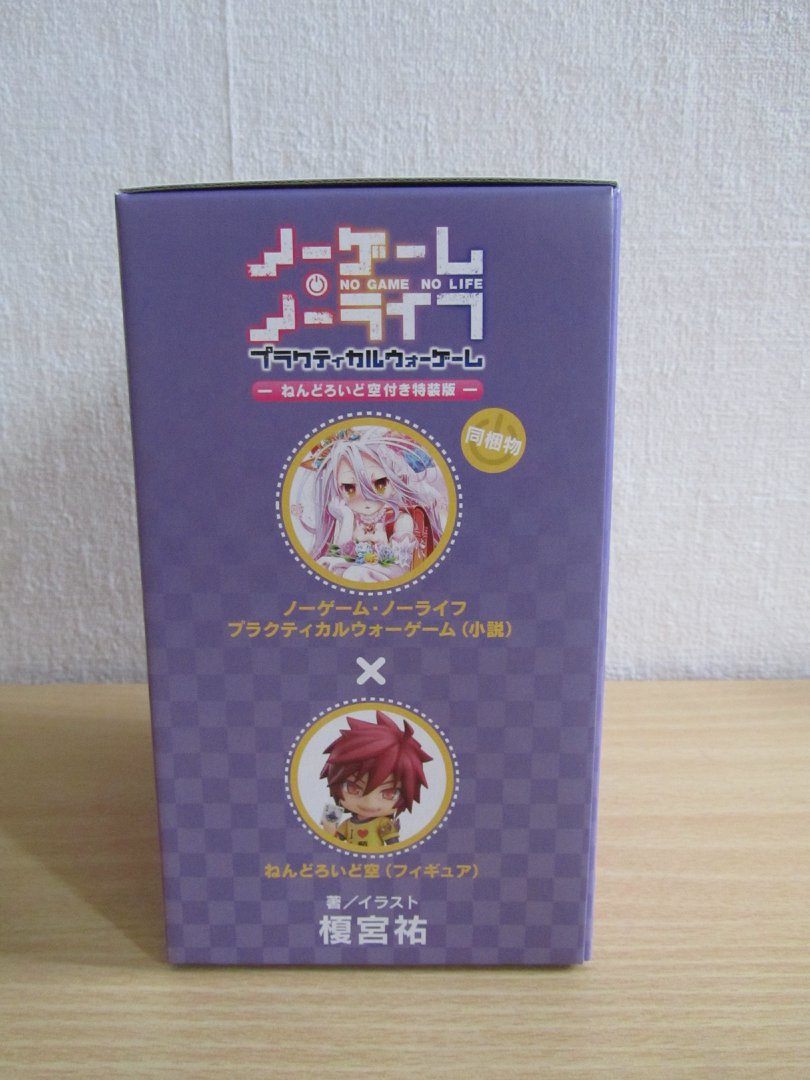 ノーゲーム
NO GAME NO LIFE
ノーライフ
プラクティカルウォーゲーム
― ねんどろいど空付き特装版 ―
同梱物
ノーゲーム・ノーライフ
プラクティカルウォーゲーム（小説）
×
I ♥
ねんどろいど空（フィギュア）
著／イラスト
榎宮祐